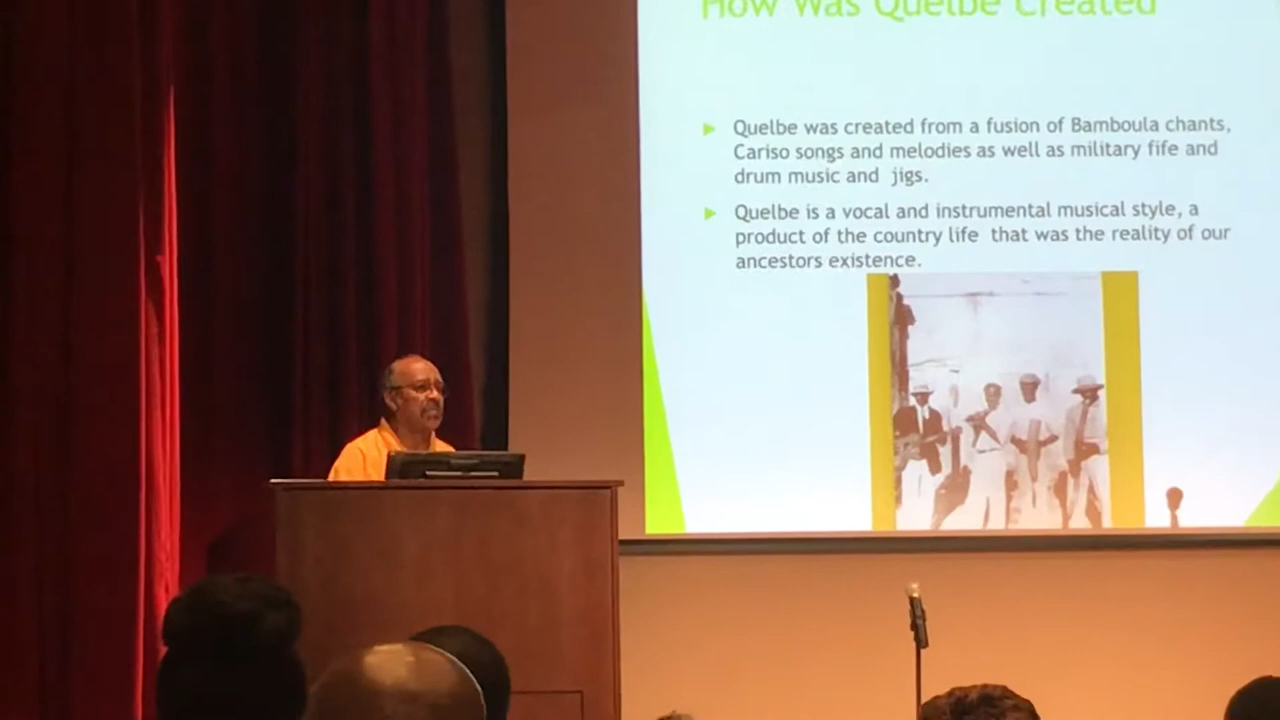 How Was Quelbe Created
Quelbe was created from a fusion of Bamboula chants,
Cariso songs and melodies as well as military fife and
drum music and jigs.
Quelbe is a vocal and instrumental musical style, a
product of the country life that was the reality of our
ancestors existence.